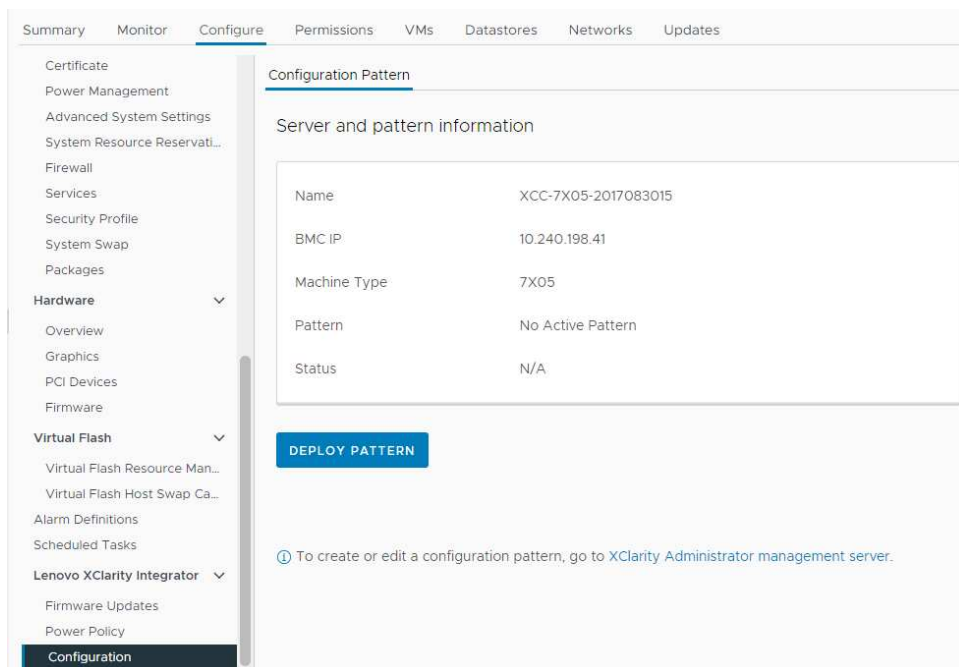 Summary Monitor Configure Permissions VMs Datastores Networks Updates
Certificate
Power Management
Advanced System Settings
System Resource Reservati...
Firewall
Services
Security Profile
System Swap
Packages
Hardware
Overview
Graphics
PCI Devices
Firmware
Virtual Flash
Virtual Flash Resource Man...
Virtual Flash Host Swap Ca...
Alarm Definitions
Scheduled Tasks
Lenovo XClarity Integrator
Firmware Updates
Power Policy
Configuration
Configuration Pattern
Server and pattern information
Name XCC-7X05-2017083015
BMC IP 10.240.198.41
Machine Type 7X05
Pattern No Active Pattern
Status N/A
DEPLOY PATTERN
To create or edit a configuration pattern, go to XClarity Administrator management server.